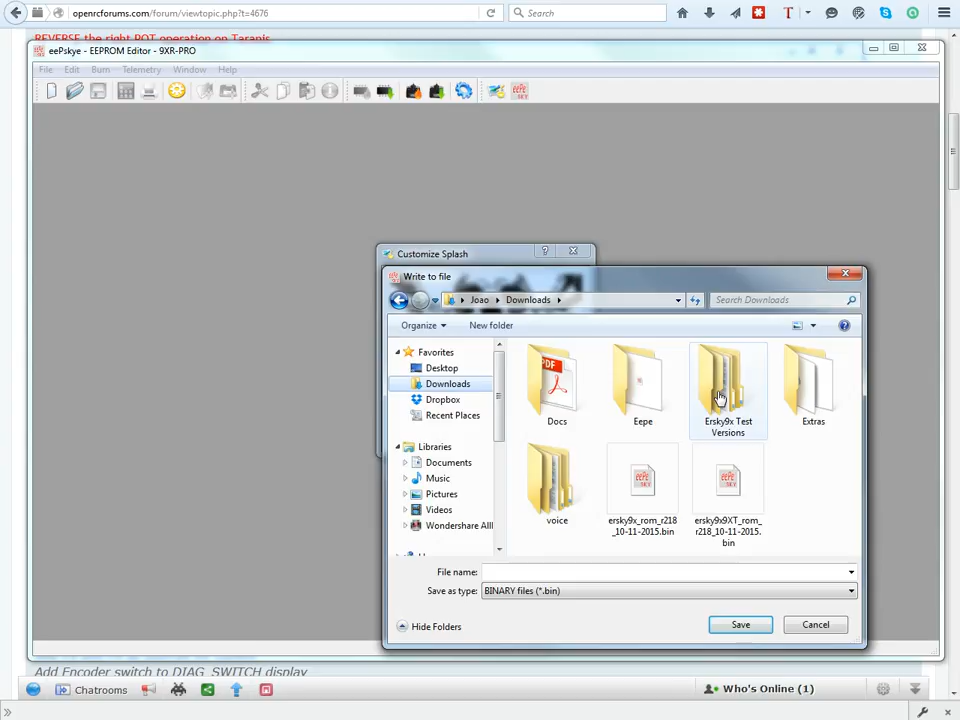 openrcforums.com/forum/viewtopic.php?t=4676
Search
REVERSE the right POT operation on Taranis
eePskye - EEPROM Editor - 9XR-PRO
File Edit Burn Telemetry Window Help
Customize Splash
Write to file
Joao Downloads
Search Downloads
Organize New folder
Favorites
Desktop
Downloads
Dropbox
Recent Places
Libraries
Documents
Music
Pictures
Videos
Wondershare AllI
PDF
Docs
Eepe
Ersky9x Test
Versions
Extras
voice
ersky9x_rom_r218
_10-11-2015.bin
ersky9x9XT_rom_
r218_10-11-2015.
bin
File name:
Save as type: BINARY files (*.bin)
Hide Folders
Save Cancel
Add Encoder switch to DIAG_SWITCH display
Chatrooms
Who's Online (1)